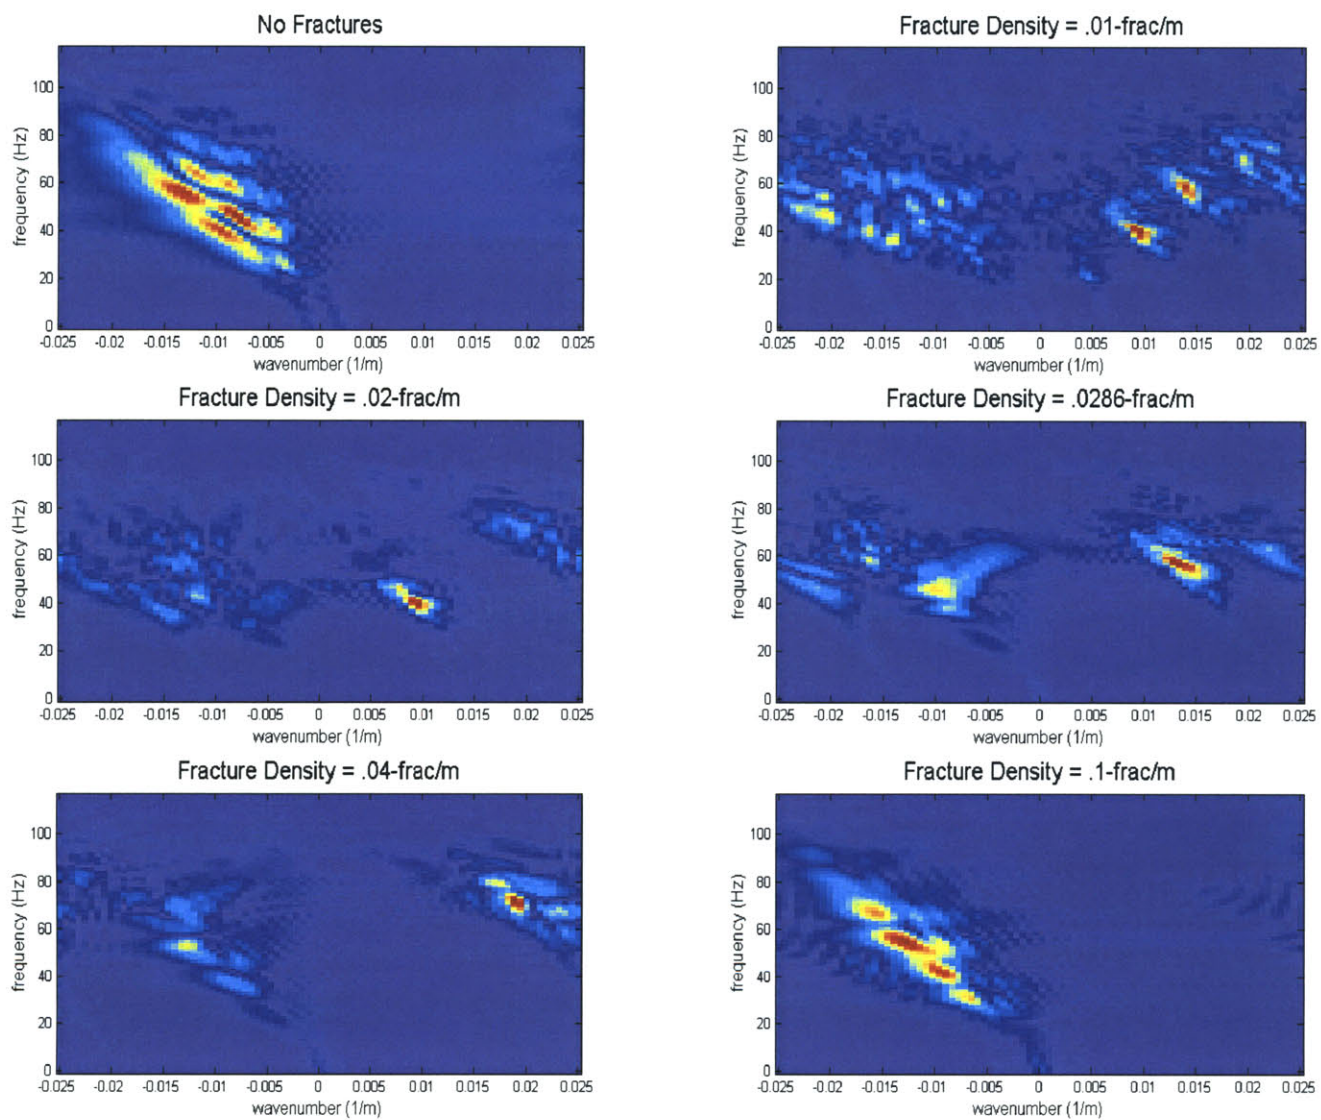 No Fractures
Fracture Density = .01-frac/m
frequency (Hz)
100
80
60
40
20
0
-0.025 -0.02 -0.015 -0.01 -0.005 0 0.005 0.01 0.015 0.02 0.025
wavenumber (1/m)
frequency (Hz)
100
80
60
40
20
0
-0.025 -0.02 -0.015 -0.01 -0.005 0 0.005 0.01 0.015 0.02 0.025
wavenumber (1/m)
Fracture Density = .02-frac/m
Fracture Density = .0286-frac/m
frequency (Hz)
100
80
60
40
20
0
-0.025 -0.02 -0.015 -0.01 -0.005 0 0.005 0.01 0.015 0.02 0.025
wavenumber (1/m)
frequency (Hz)
100
80
60
40
20
0
-0.025 -0.02 -0.015 -0.01 -0.005 0 0.005 0.01 0.015 0.02 0.025
wavenumber (1/m)
Fracture Density = .04-frac/m
Fracture Density = .1-frac/m
frequency (Hz)
100
80
60
40
20
0
-0.025 -0.02 -0.015 -0.01 -0.005 0 0.005 0.01 0.015 0.02 0.025
wavenumber (1/m)
frequency (Hz)
100
80
60
40
20
0
-0.025 -0.02 -0.015 -0.01 -0.005 0 0.005 0.01 0.015 0.02 0.025
wavenumber (1/m)